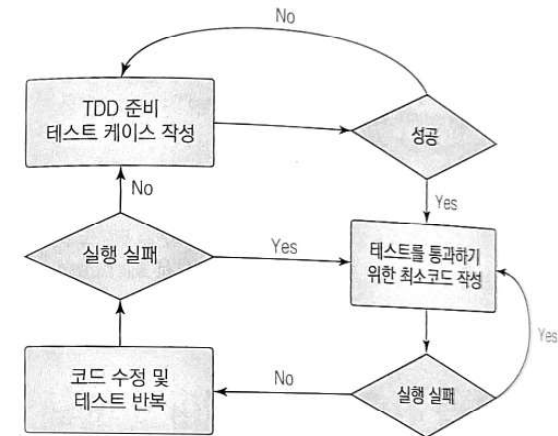 No
TDD 준비
테스트 케이스 작성
성공
No
Yes
실행 실패
Yes
테스트를 통과하기
위한 최소코드 작성
Yes
코드 수정 및
테스트 반복
No
실행 실패